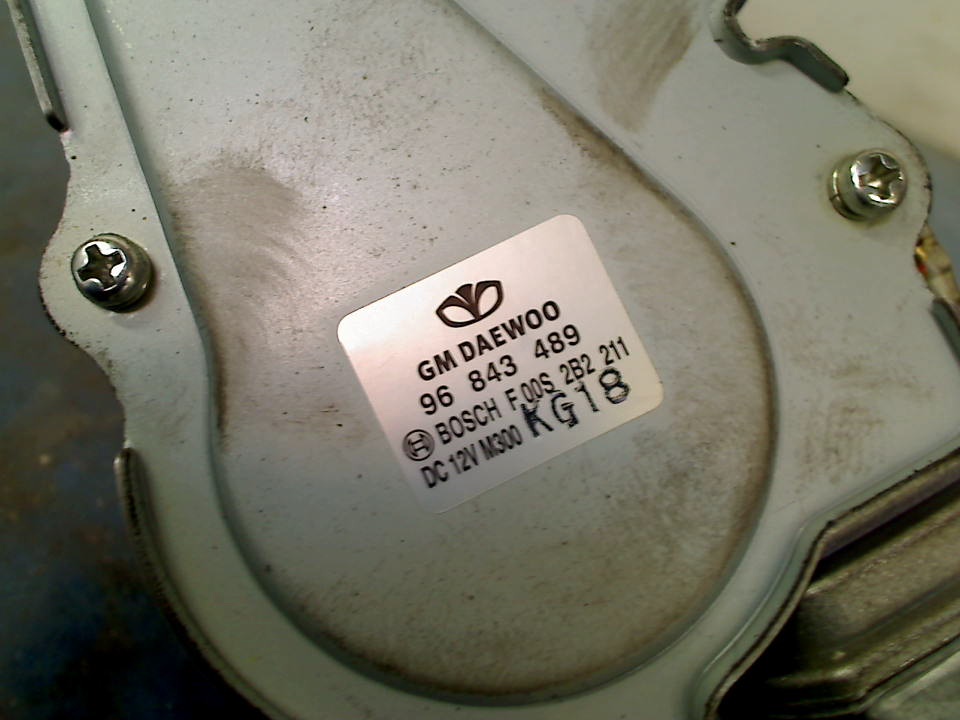 GM DAEWOO
96 843 489
BOSCH F 00S 2B2 211
DC 12V M300 KG18